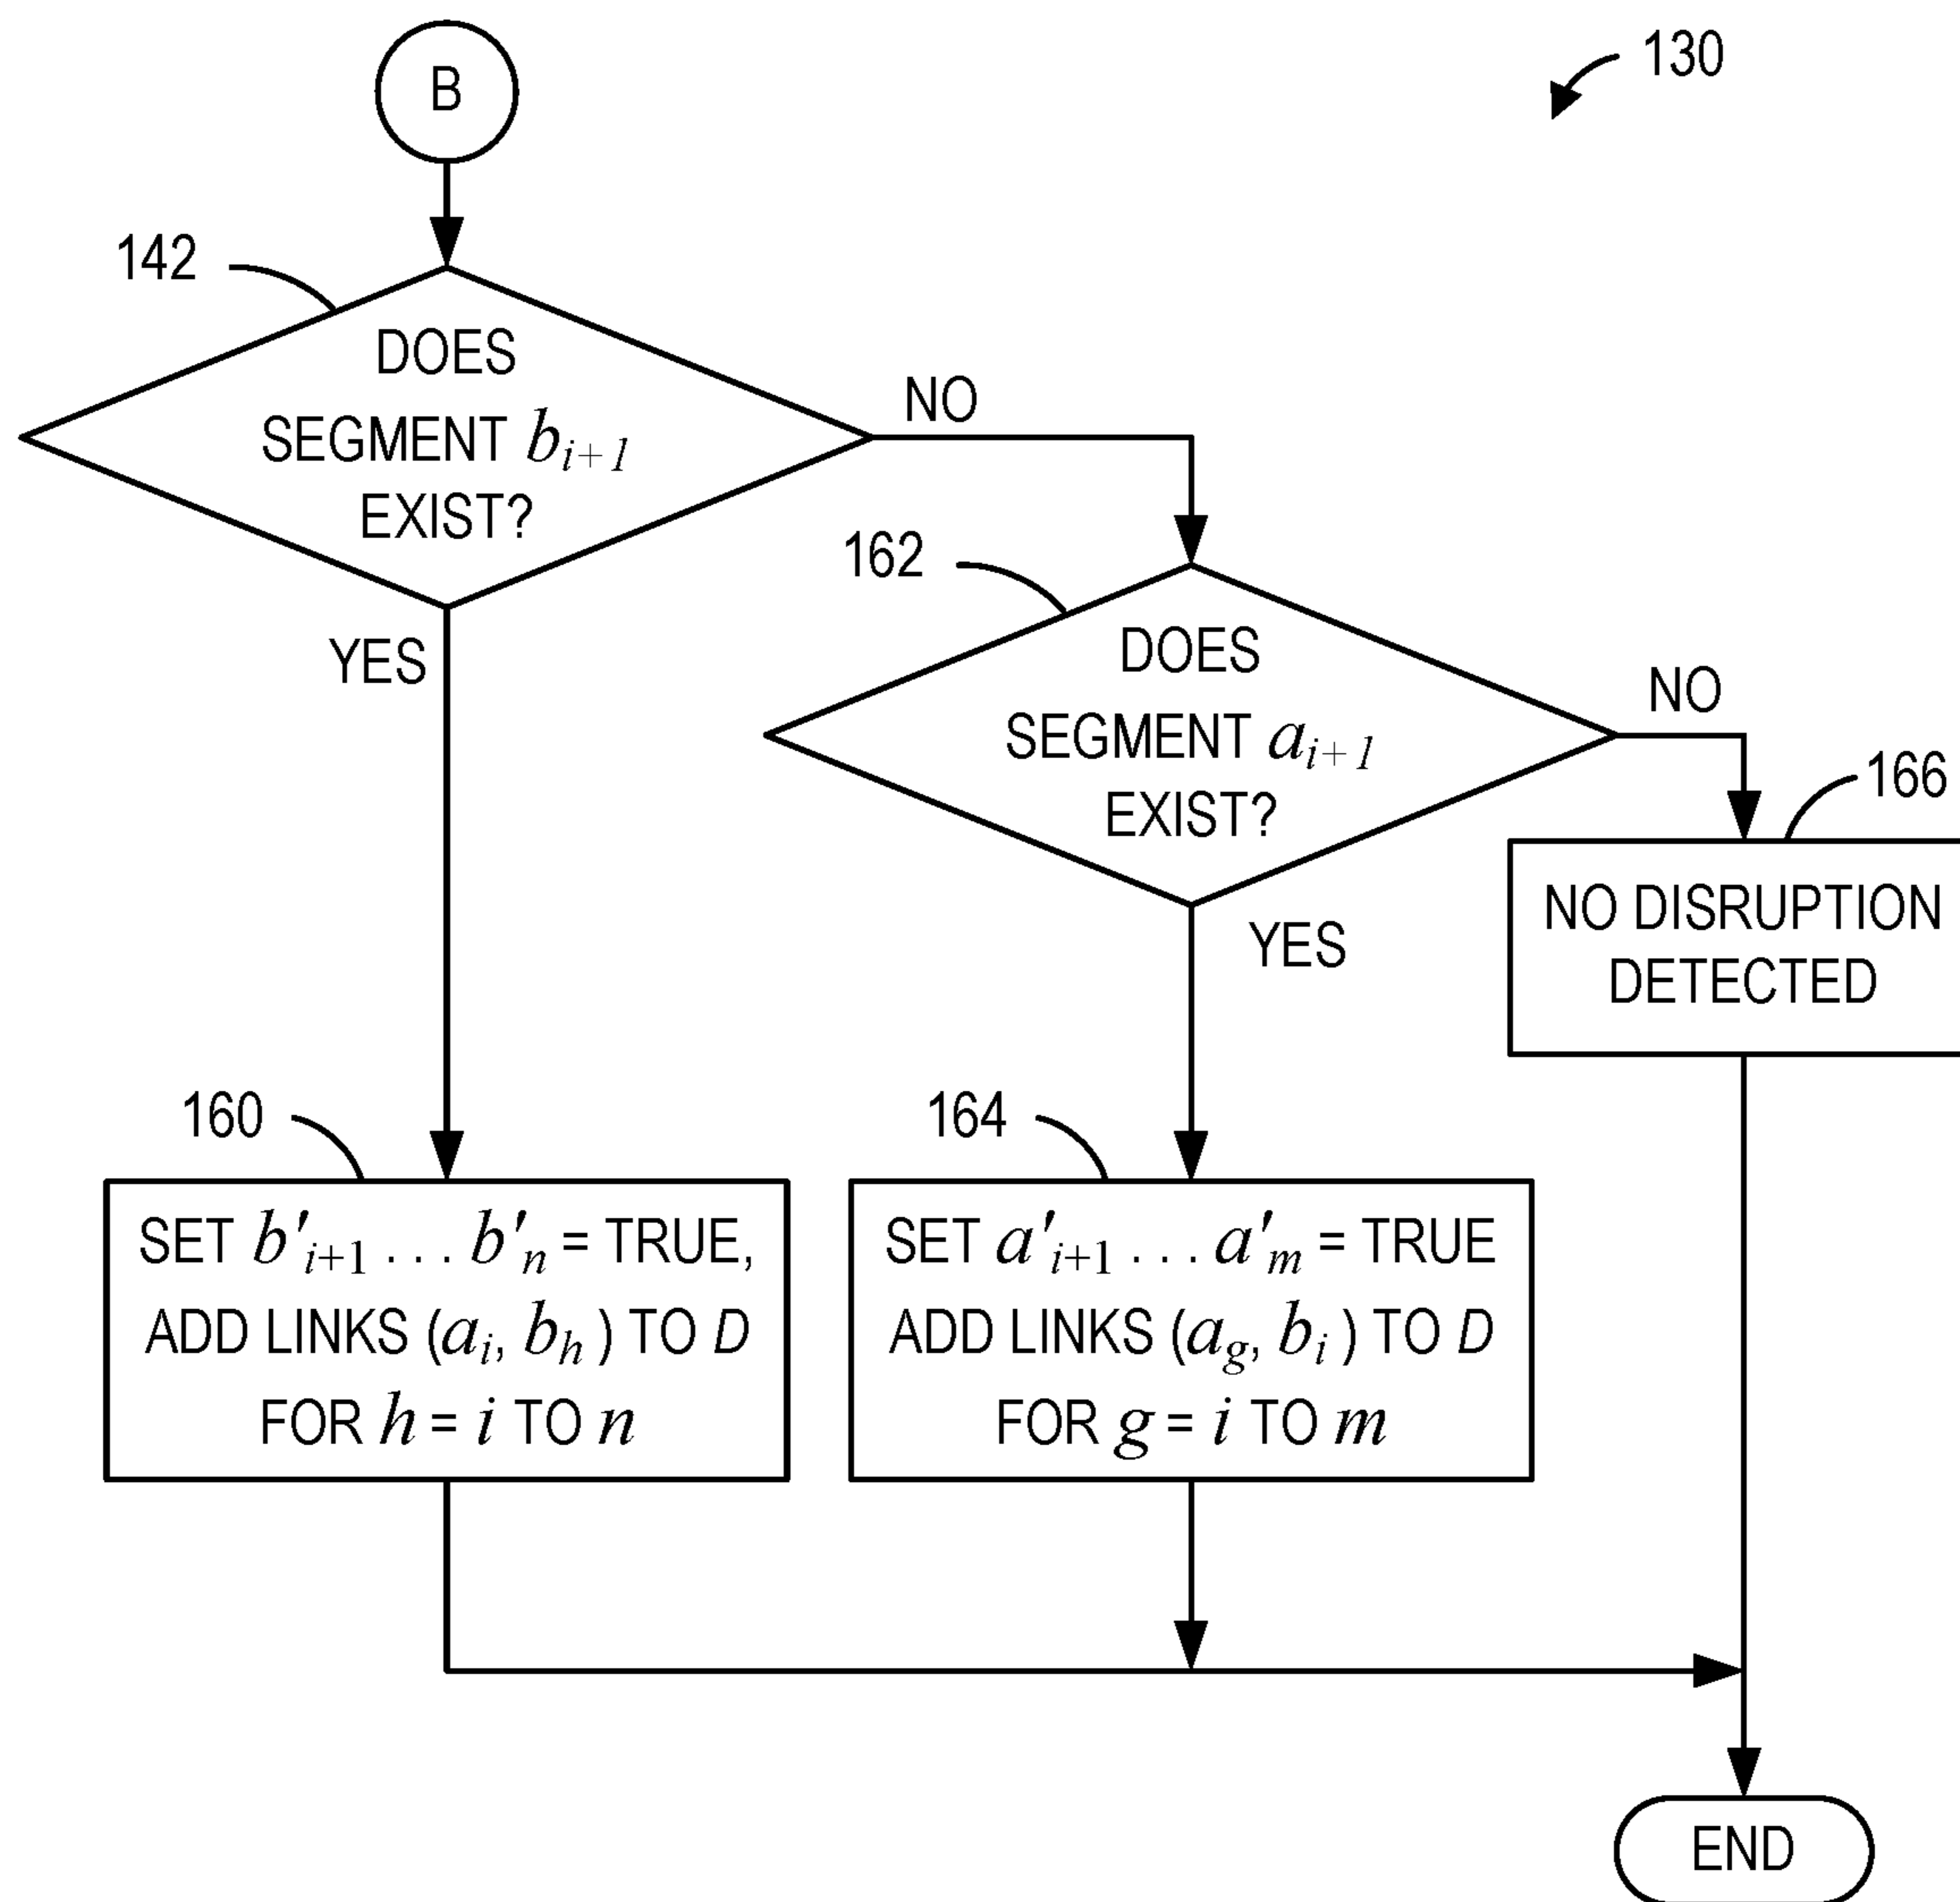 B
130
142
DOES
SEGMENT b_{i+1}
EXIST?
NO
YES
162
DOES
SEGMENT a_{i+1}
EXIST?
NO
YES
166
NO DISRUPTION
DETECTED
160
SET b'_{i+1} . . . b'_n = TRUE,
ADD LINKS (a_i, b_h) TO D
FOR h = i TO n
164
SET a'_{i+1} . . . a'_m = TRUE
ADD LINKS (a_g, b_i) TO D
FOR g = i TO m
END